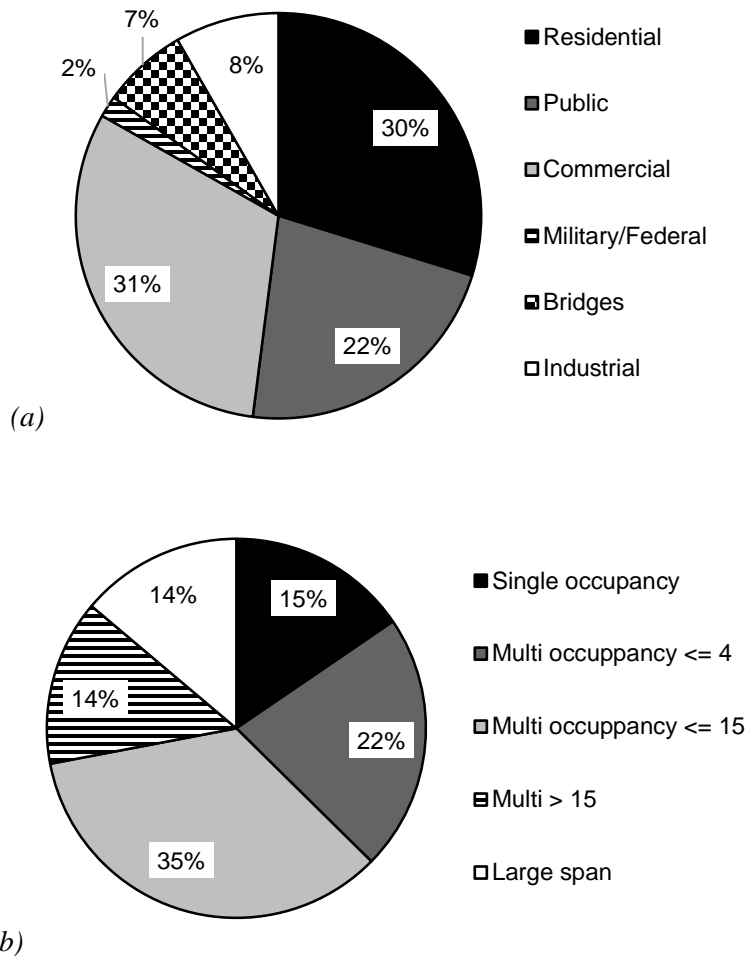 7%
8%
2%
30%
31%
22%
Residential
Public
Commercial
Military/Federal
Bridges
Industrial
(a)
14%
15%
14%
22%
35%
Single occupancy
Multi occuppancy <= 4
Multi occuppancy <= 15
Multi > 15
Large span
b)